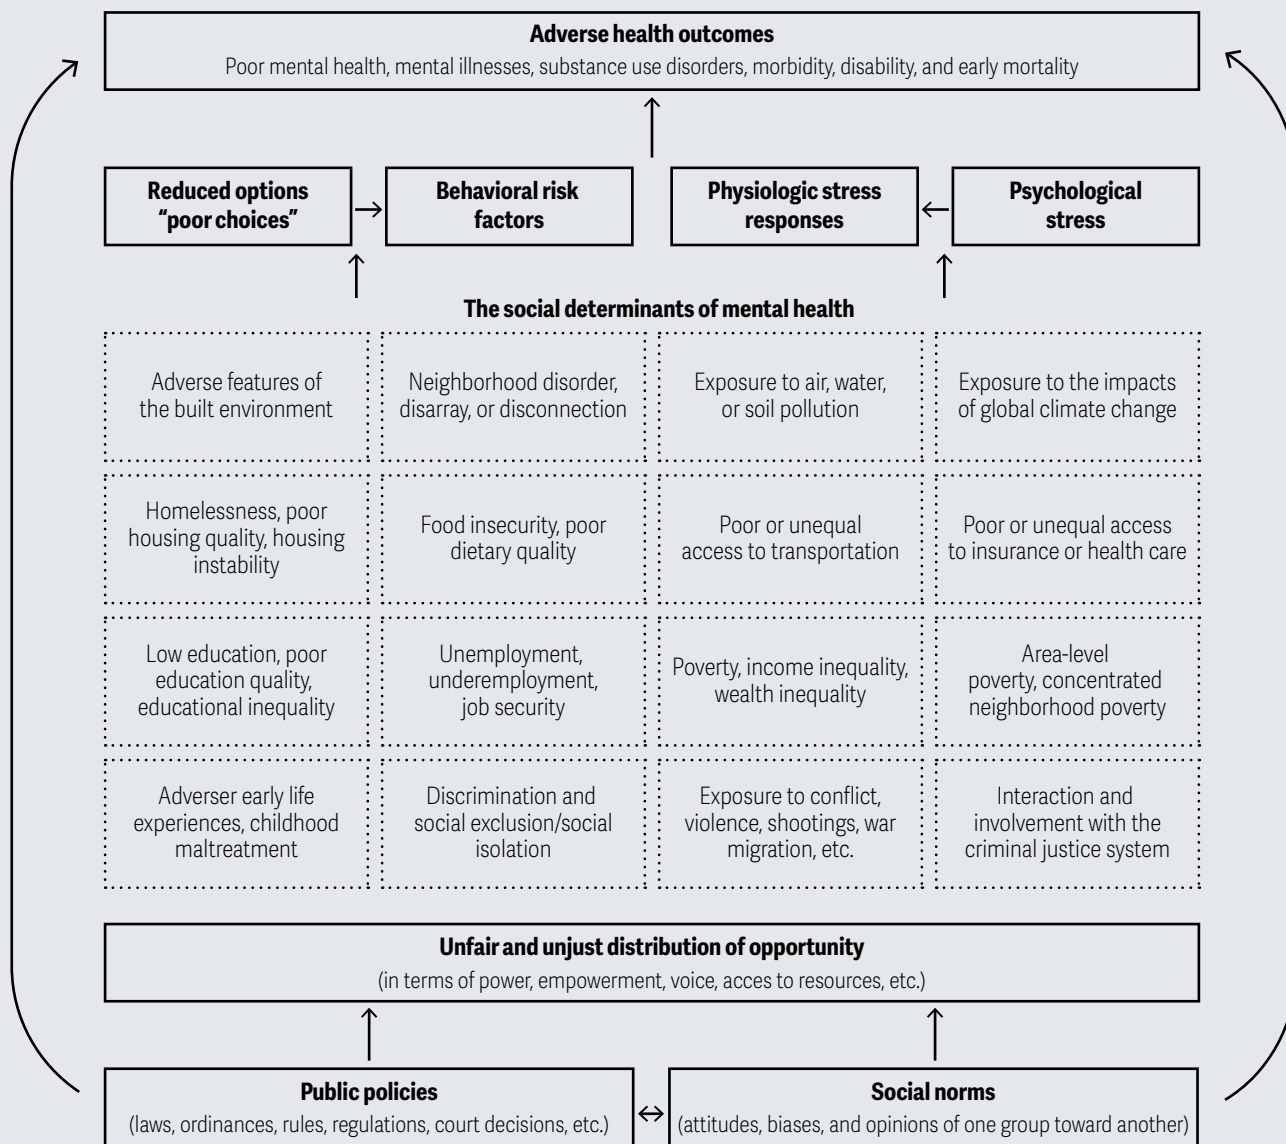 Adverse health outcomes
Poor mental health, mental illnesses, substance use disorders, morbidity, disability, and early mortality
Reduced options
“poor choices”
Behavioral risk
factors
Physiologic stress
responses
Psychological
stress
The social determinants of mental health
Adverse features of
the built environment
Neighborhood disorder,
disarray, or disconnection
Exposure to air, water,
or soil pollution
Exposure to the impacts
of global climate change
Homelessness, poor
housing quality, housing
instability
Food insecurity, poor
dietary quality
Poor or unequal
access to transportation
Poor or unequal access
to insurance or health care
Low education, poor
education quality,
educational inequality
Unemployment,
underemployment,
job security
Poverty, income inequality,
wealth inequality
Area-level
poverty, concentrated
neighborhood poverty
Adverser early life
experiences, childhood
maltreatment
Discrimination and
social exclusion/social
isolation
Exposure to conflict,
violence, shootings, war
migration, etc.
Interaction and
involvement with the
criminal justice system
Unfair and unjust distribution of opportunity
(in terms of power, empowerment, voice, acces to resources, etc.)
Public policies
(laws, ordinances, rules, regulations, court decisions, etc.)
Social norms
(attitudes, biases, and opinions of one group toward another)